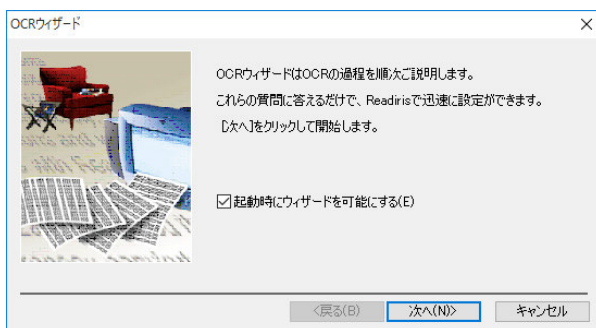 OCRウィザード
OCRウィザードはOCRの過程を順次ご説明します。
これらの質問に答えるだけで、Readirisで迅速に設定ができます。
[次へ]をクリックして開始します。
起動時にウィザードを可能にする(E)
<戻る(B)
次へ(N)>
キャンセル